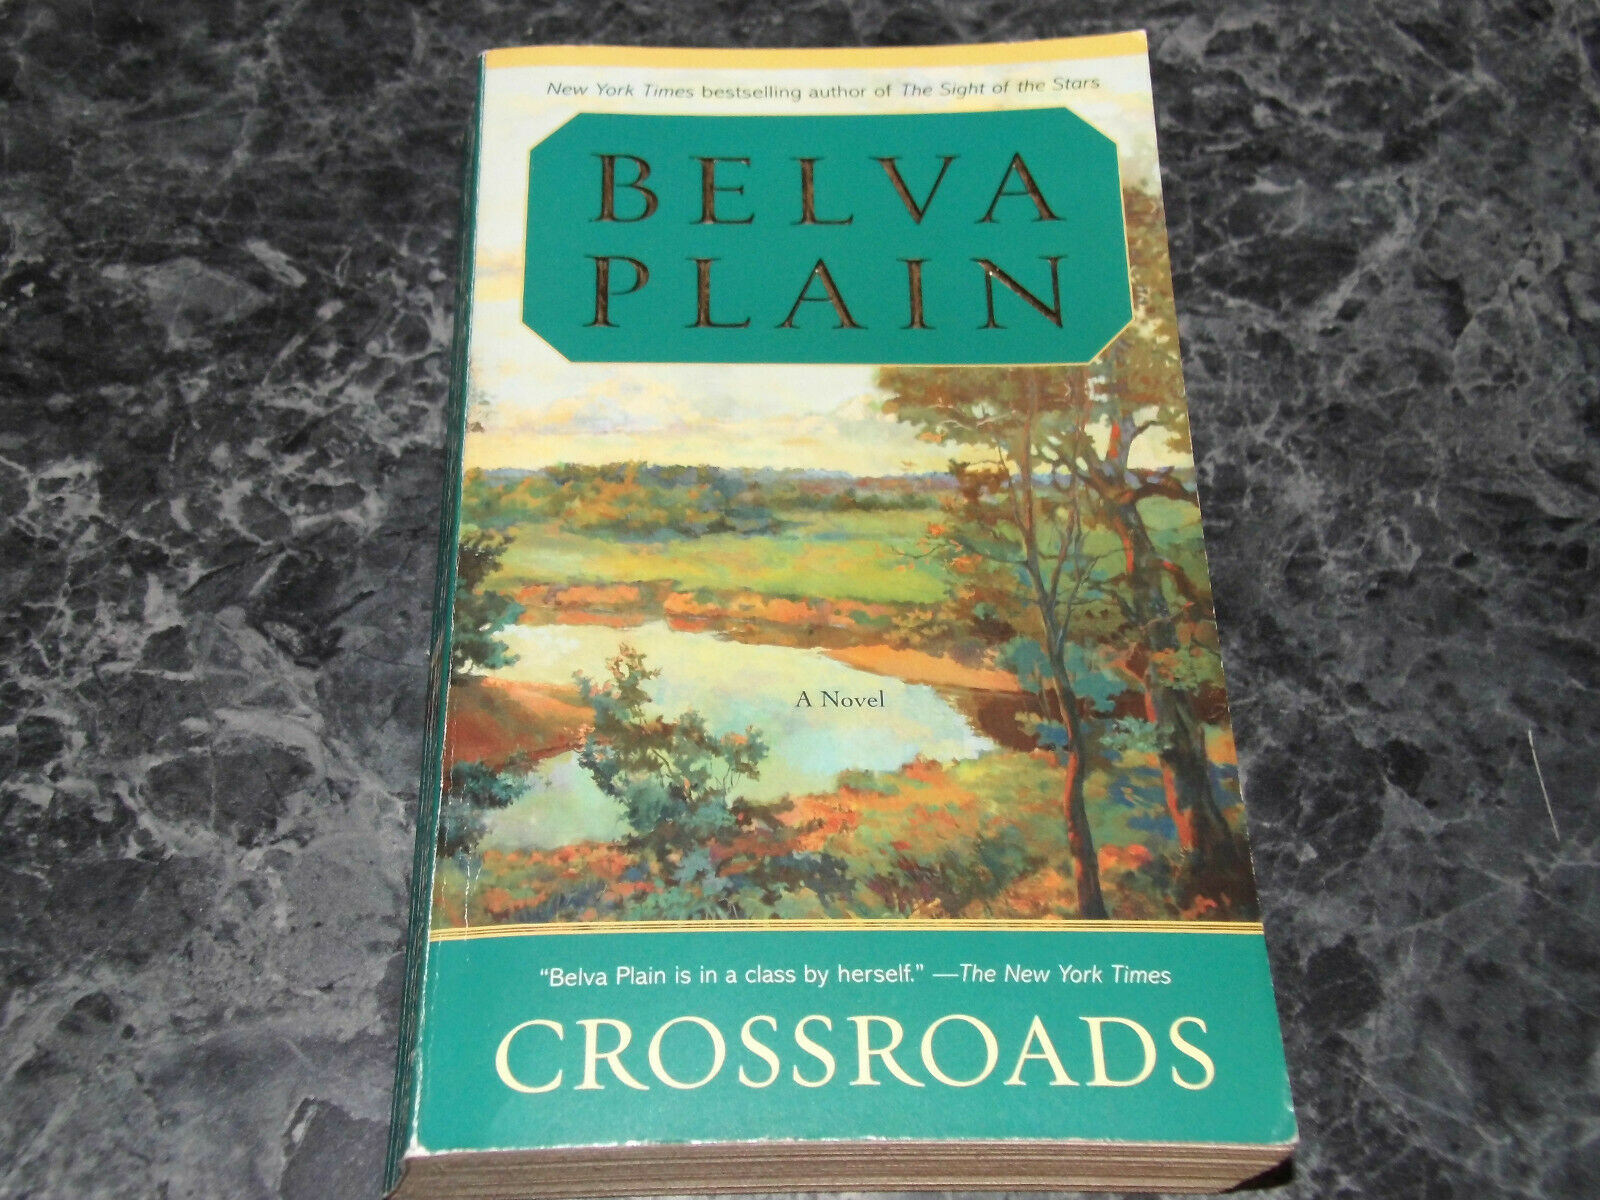 New York Times bestselling author of The Sight of the Stars
BELVA
PLAIN
A Novel
“Belva Plain is in a class by herself.” —The New York Times
CROSSROADS